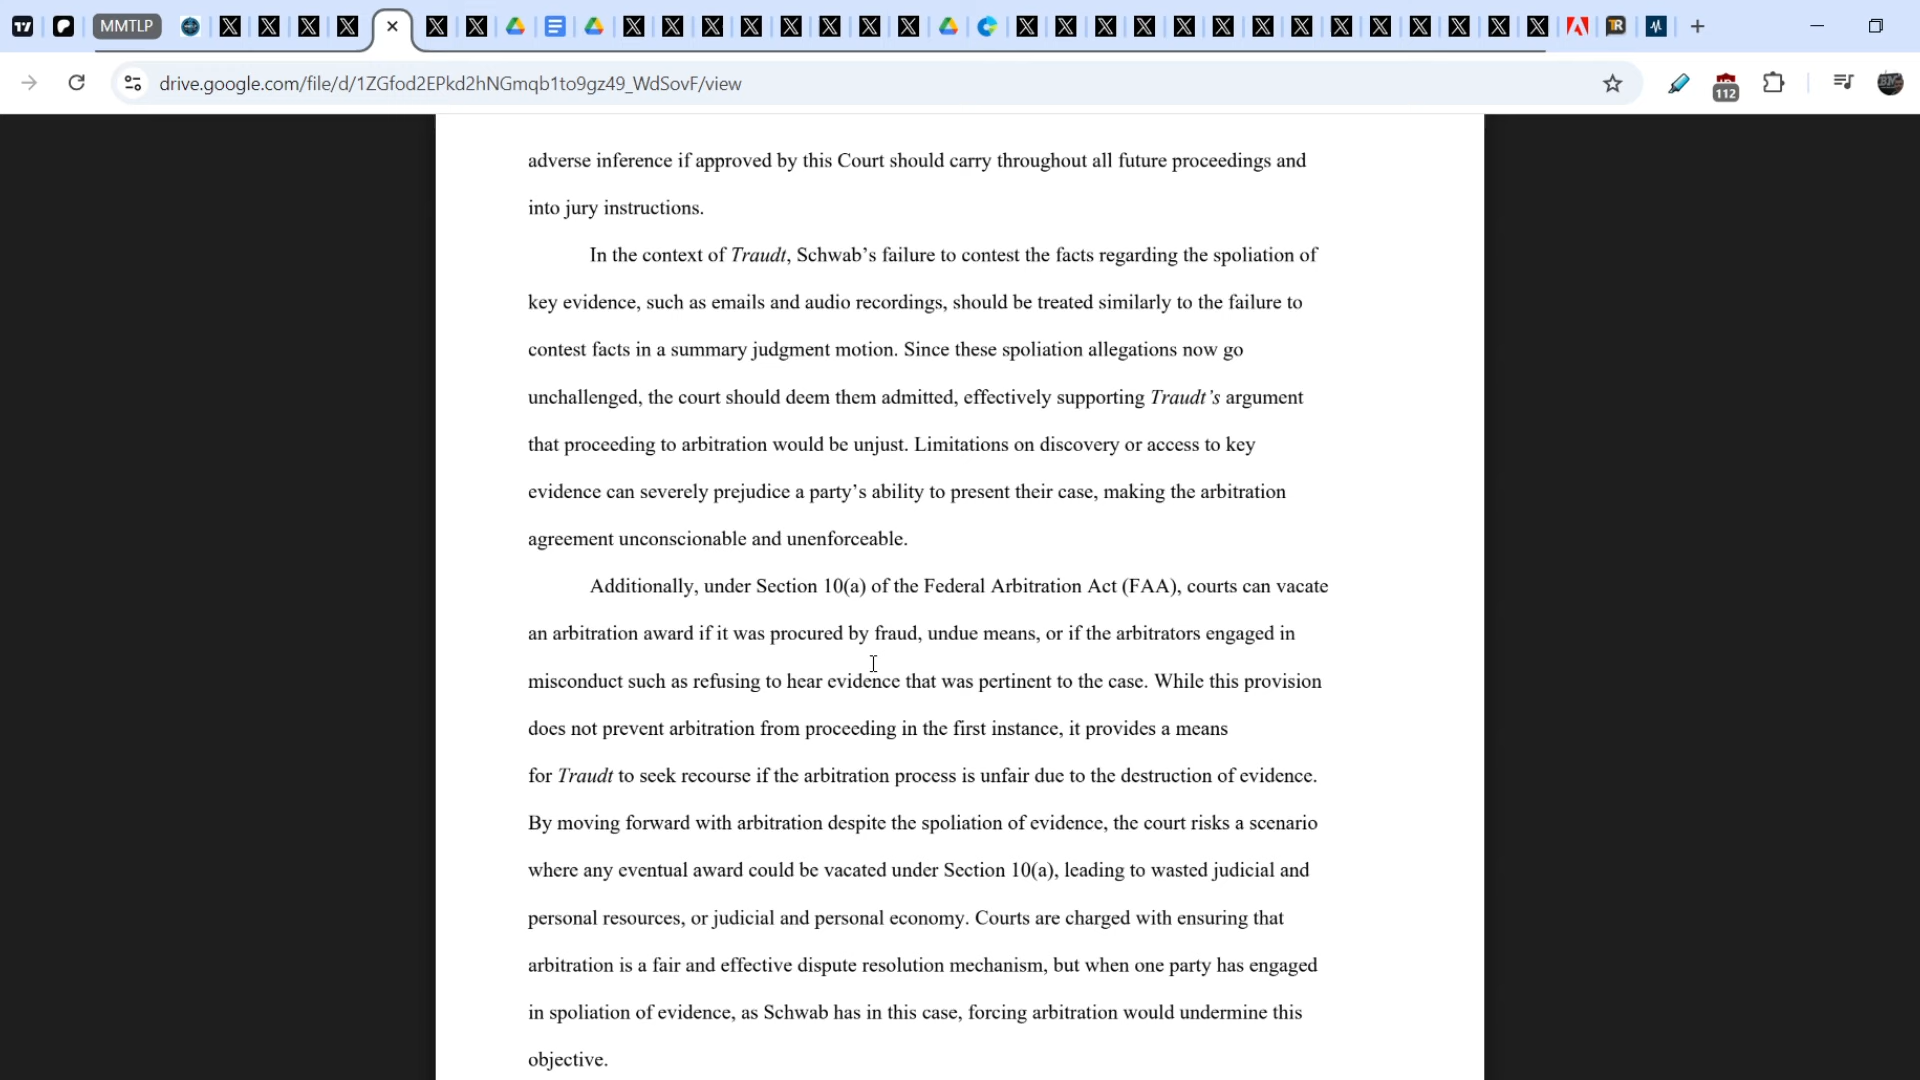 MMTLP
drive.google.com/file/d/1ZGfod2EPkd2hNGmqb1to9gz49_WdSovF/view
112
adverse inference if approved by this Court should carry throughout all future proceedings and
into jury instructions.
In the context of Traudt, Schwab’s failure to contest the facts regarding the spoliation of
key evidence, such as emails and audio recordings, should be treated similarly to the failure to
contest facts in a summary judgment motion. Since these spoliation allegations now go
unchallenged, the court should deem them admitted, effectively supporting Traudt’s argument
that proceeding to arbitration would be unjust. Limitations on discovery or access to key
evidence can severely prejudice a party’s ability to present their case, making the arbitration
agreement unconscionable and unenforceable.
Additionally, under Section 10(a) of the Federal Arbitration Act (FAA), courts can vacate
an arbitration award if it was procured by fraud, undue means, or if the arbitrators engaged in
misconduct such as refusing to hear evidence that was pertinent to the case. While this provision
does not prevent arbitration from proceeding in the first instance, it provides a means
for Traudt to seek recourse if the arbitration process is unfair due to the destruction of evidence.
By moving forward with arbitration despite the spoliation of evidence, the court risks a scenario
where any eventual award could be vacated under Section 10(a), leading to wasted judicial and
personal resources, or judicial and personal economy. Courts are charged with ensuring that
arbitration is a fair and effective dispute resolution mechanism, but when one party has engaged
in spoliation of evidence, as Schwab has in this case, forcing arbitration would undermine this
objective.